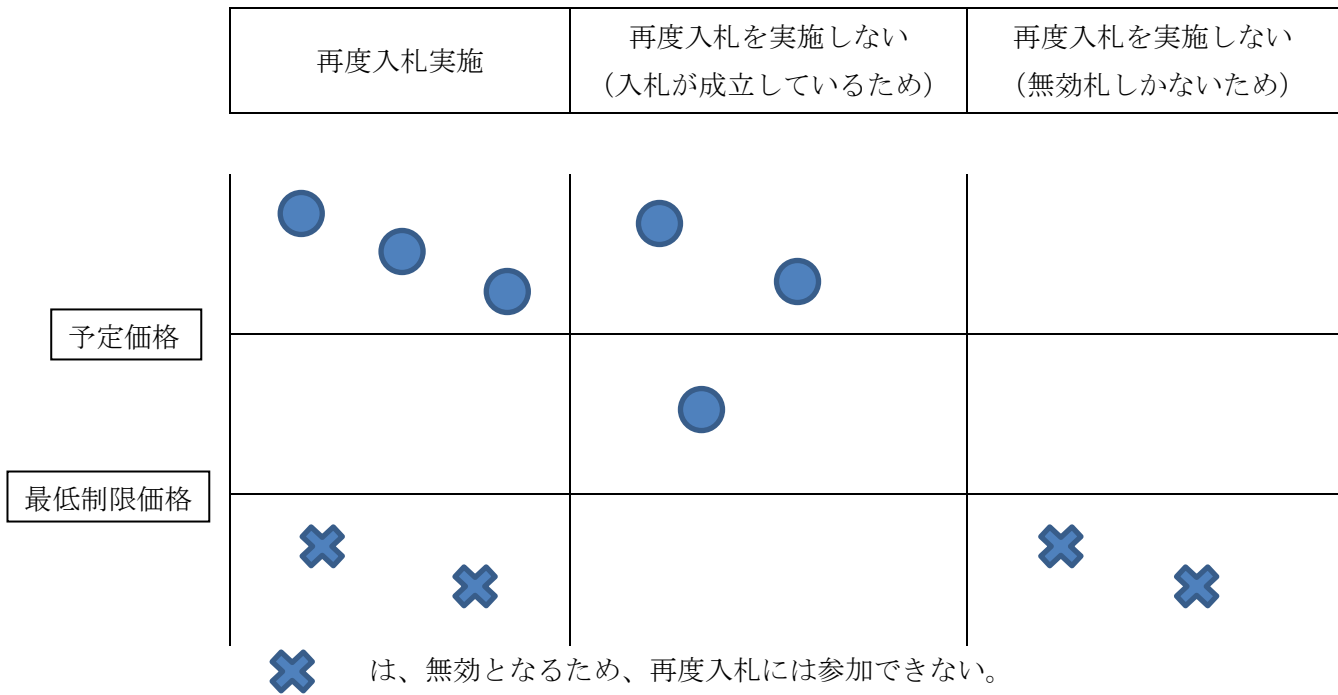 再度入札実施
再度入札を実施しない
（入札が成立しているため）
再度入札を実施しない
（無効札しかないため）
予定価格
最低制限価格
は、無効となるため、再度入札には参加できない。